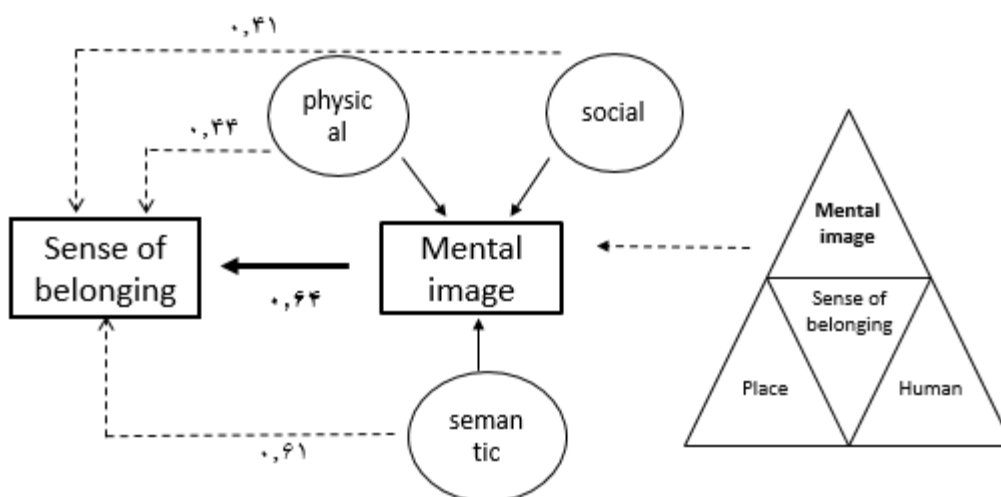 ۰,۴۱
physic
al
social
۰,۴۴
Mental
image
Sense of
belonging
Mental
image
۰,۶۴
Sense of
belonging
Place
Human
seman
tic
۰,۶۱